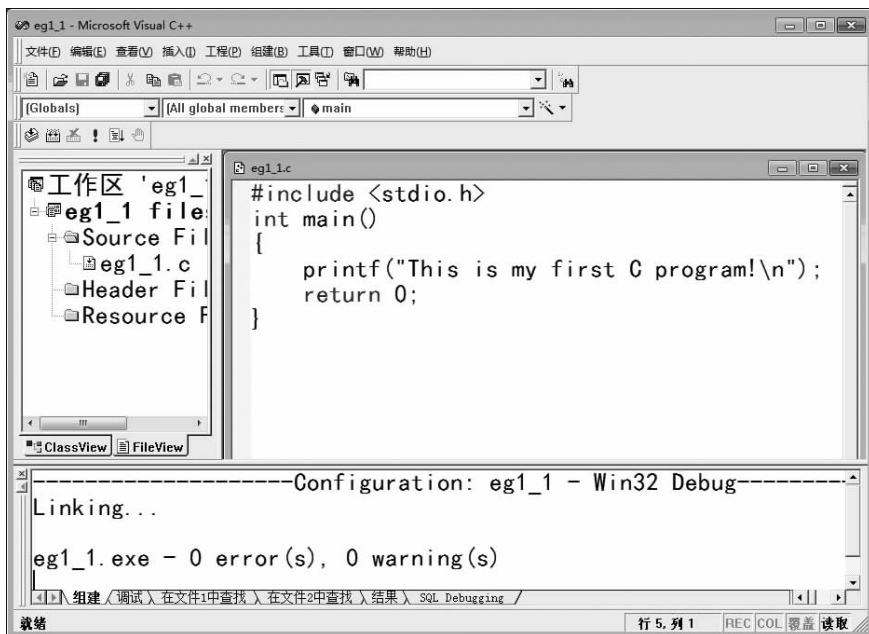 eg1_1 - Microsoft Visual C++
文件(F) 编辑(E) 查看(V) 插入(I) 工程(P) 组建(B) 工具(T) 窗口(W) 帮助(H)
(Globals) (All global members main
工作区 'eg1_1
eg1_1 files
Source Fil
eg1_1.c
Header Fil
Resource F
ClassView FileView
eg1_1.c
#include <stdio.h>
int main()
{
printf("This is my first C program!\n");
return 0;
}
--------------------Configuration: eg1_1 - Win32 Debug---------
Linking...
eg1_1.exe - 0 error(s), 0 warning(s)
组建 调试 在文件1中查找 在文件2中查找 结果 SQL Debugging
就绪 行 5, 列 1 REC COL 覆盖 读取